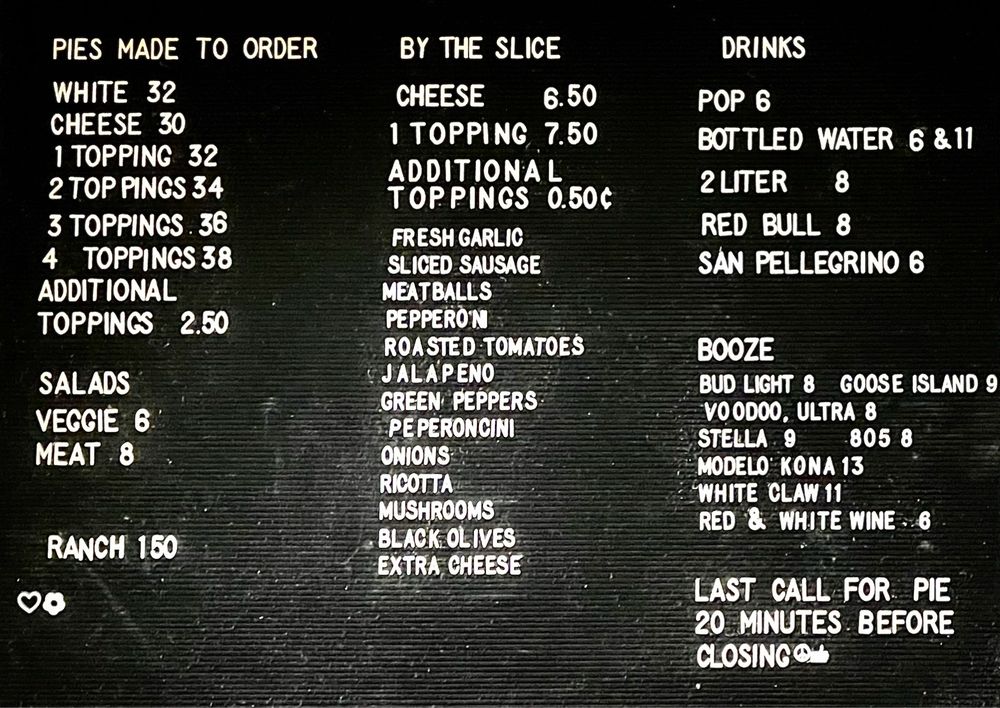 PIES MADE TO ORDER
WHITE 32
CHEESE 30
1 TOPPING 32
2 TOPPINGS 34
3 TOPPINGS 36
4 TOPPINGS 38
ADDITIONAL
TOPPINGS 2.50
SALADS
VEGGIE 6
MEAT 8
RANCH 150
BY THE SLICE
CHEESE 6.50
1 TOPPING 7.50
ADDITIONAL
TOPPINGS 0.50¢
FRESH GARLIC
SLICED SAUSAGE
MEATBALLS
PEPPERONI
ROASTED TOMATOES
JALAPENO
GREEN PEPPERS
PEPERONCINI
ONIONS
RICOTTA
MUSHROOMS
BLACK OLIVES
EXTRA CHEESE
DRINKS
POP 6
BOTTLED WATER 6 & 11
2 LITER 8
RED BULL 8
SAN PELLEGRINO 6
BOOZE
BUD LIGHT 8 GOOSE ISLAND 9
VOODOO, ULTRA 8
STELLA 9 805 8
MODELO KONA 13
WHITE CLAW 11
RED & WHITE WINE 6
LAST CALL FOR PIE
20 MINUTES BEFORE
CLOSING